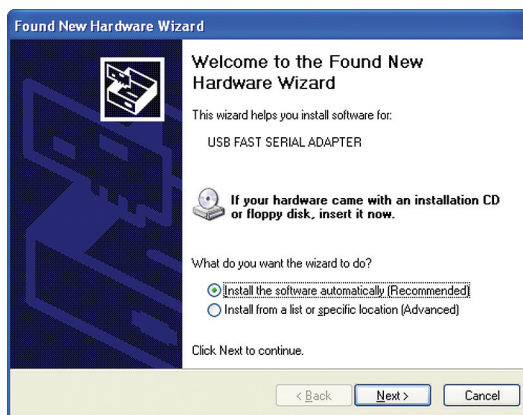 Found New Hardware Wizard
Welcome to the Found New
Hardware Wizard
This wizard helps you install software for:
USB FAST SERIAL ADAPTER
If your hardware came with an installation CD
or floppy disk, insert it now.
What do you want the wizard to do?
Install the software automatically (Recommended)
Install from a list or specific location (Advanced)
Click Next to continue.
< Back Next > Cancel